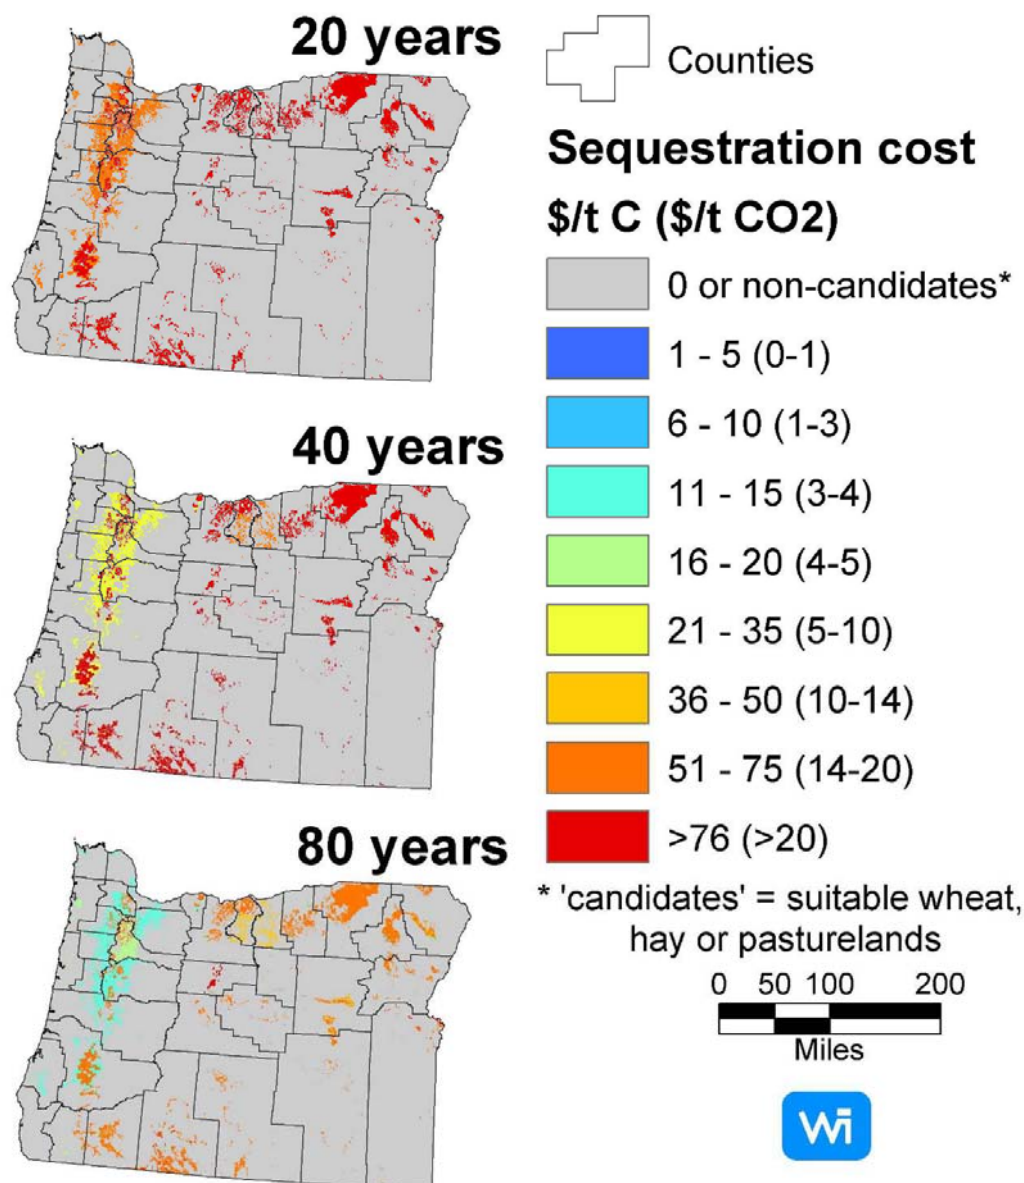 20 years
40 years
80 years
Counties
Sequestration cost
$/t C ($/t CO2)
0 or non-candidates*
1 - 5 (0-1)
6 - 10 (1-3)
11 - 15 (3-4)
16 - 20 (4-5)
21 - 35 (5-10)
36 - 50 (10-14)
51 - 75 (14-20)
>76 (>20)
* 'candidates' = suitable wheat,
hay or pasturelands
0 50 100 200
Miles
Wi